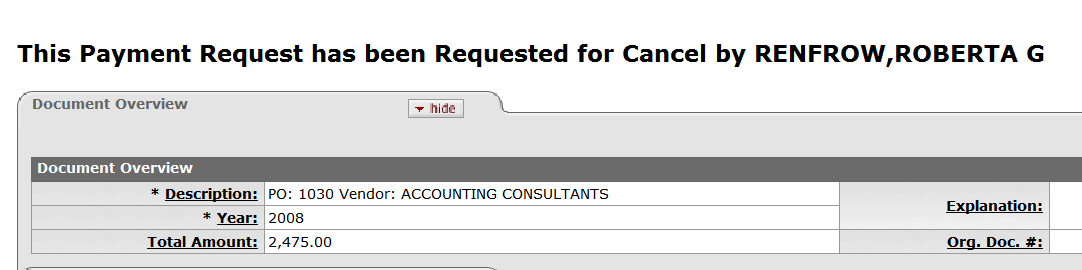 This Payment Request has been Requested for Cancel by RENFROW,ROBERTA G
Document Overview
hide
Document Overview
* Description: PO: 1030 Vendor: ACCOUNTING CONSULTANTS
Explanation:
* Year: 2008
Total Amount: 2,475.00
Org. Doc. #: